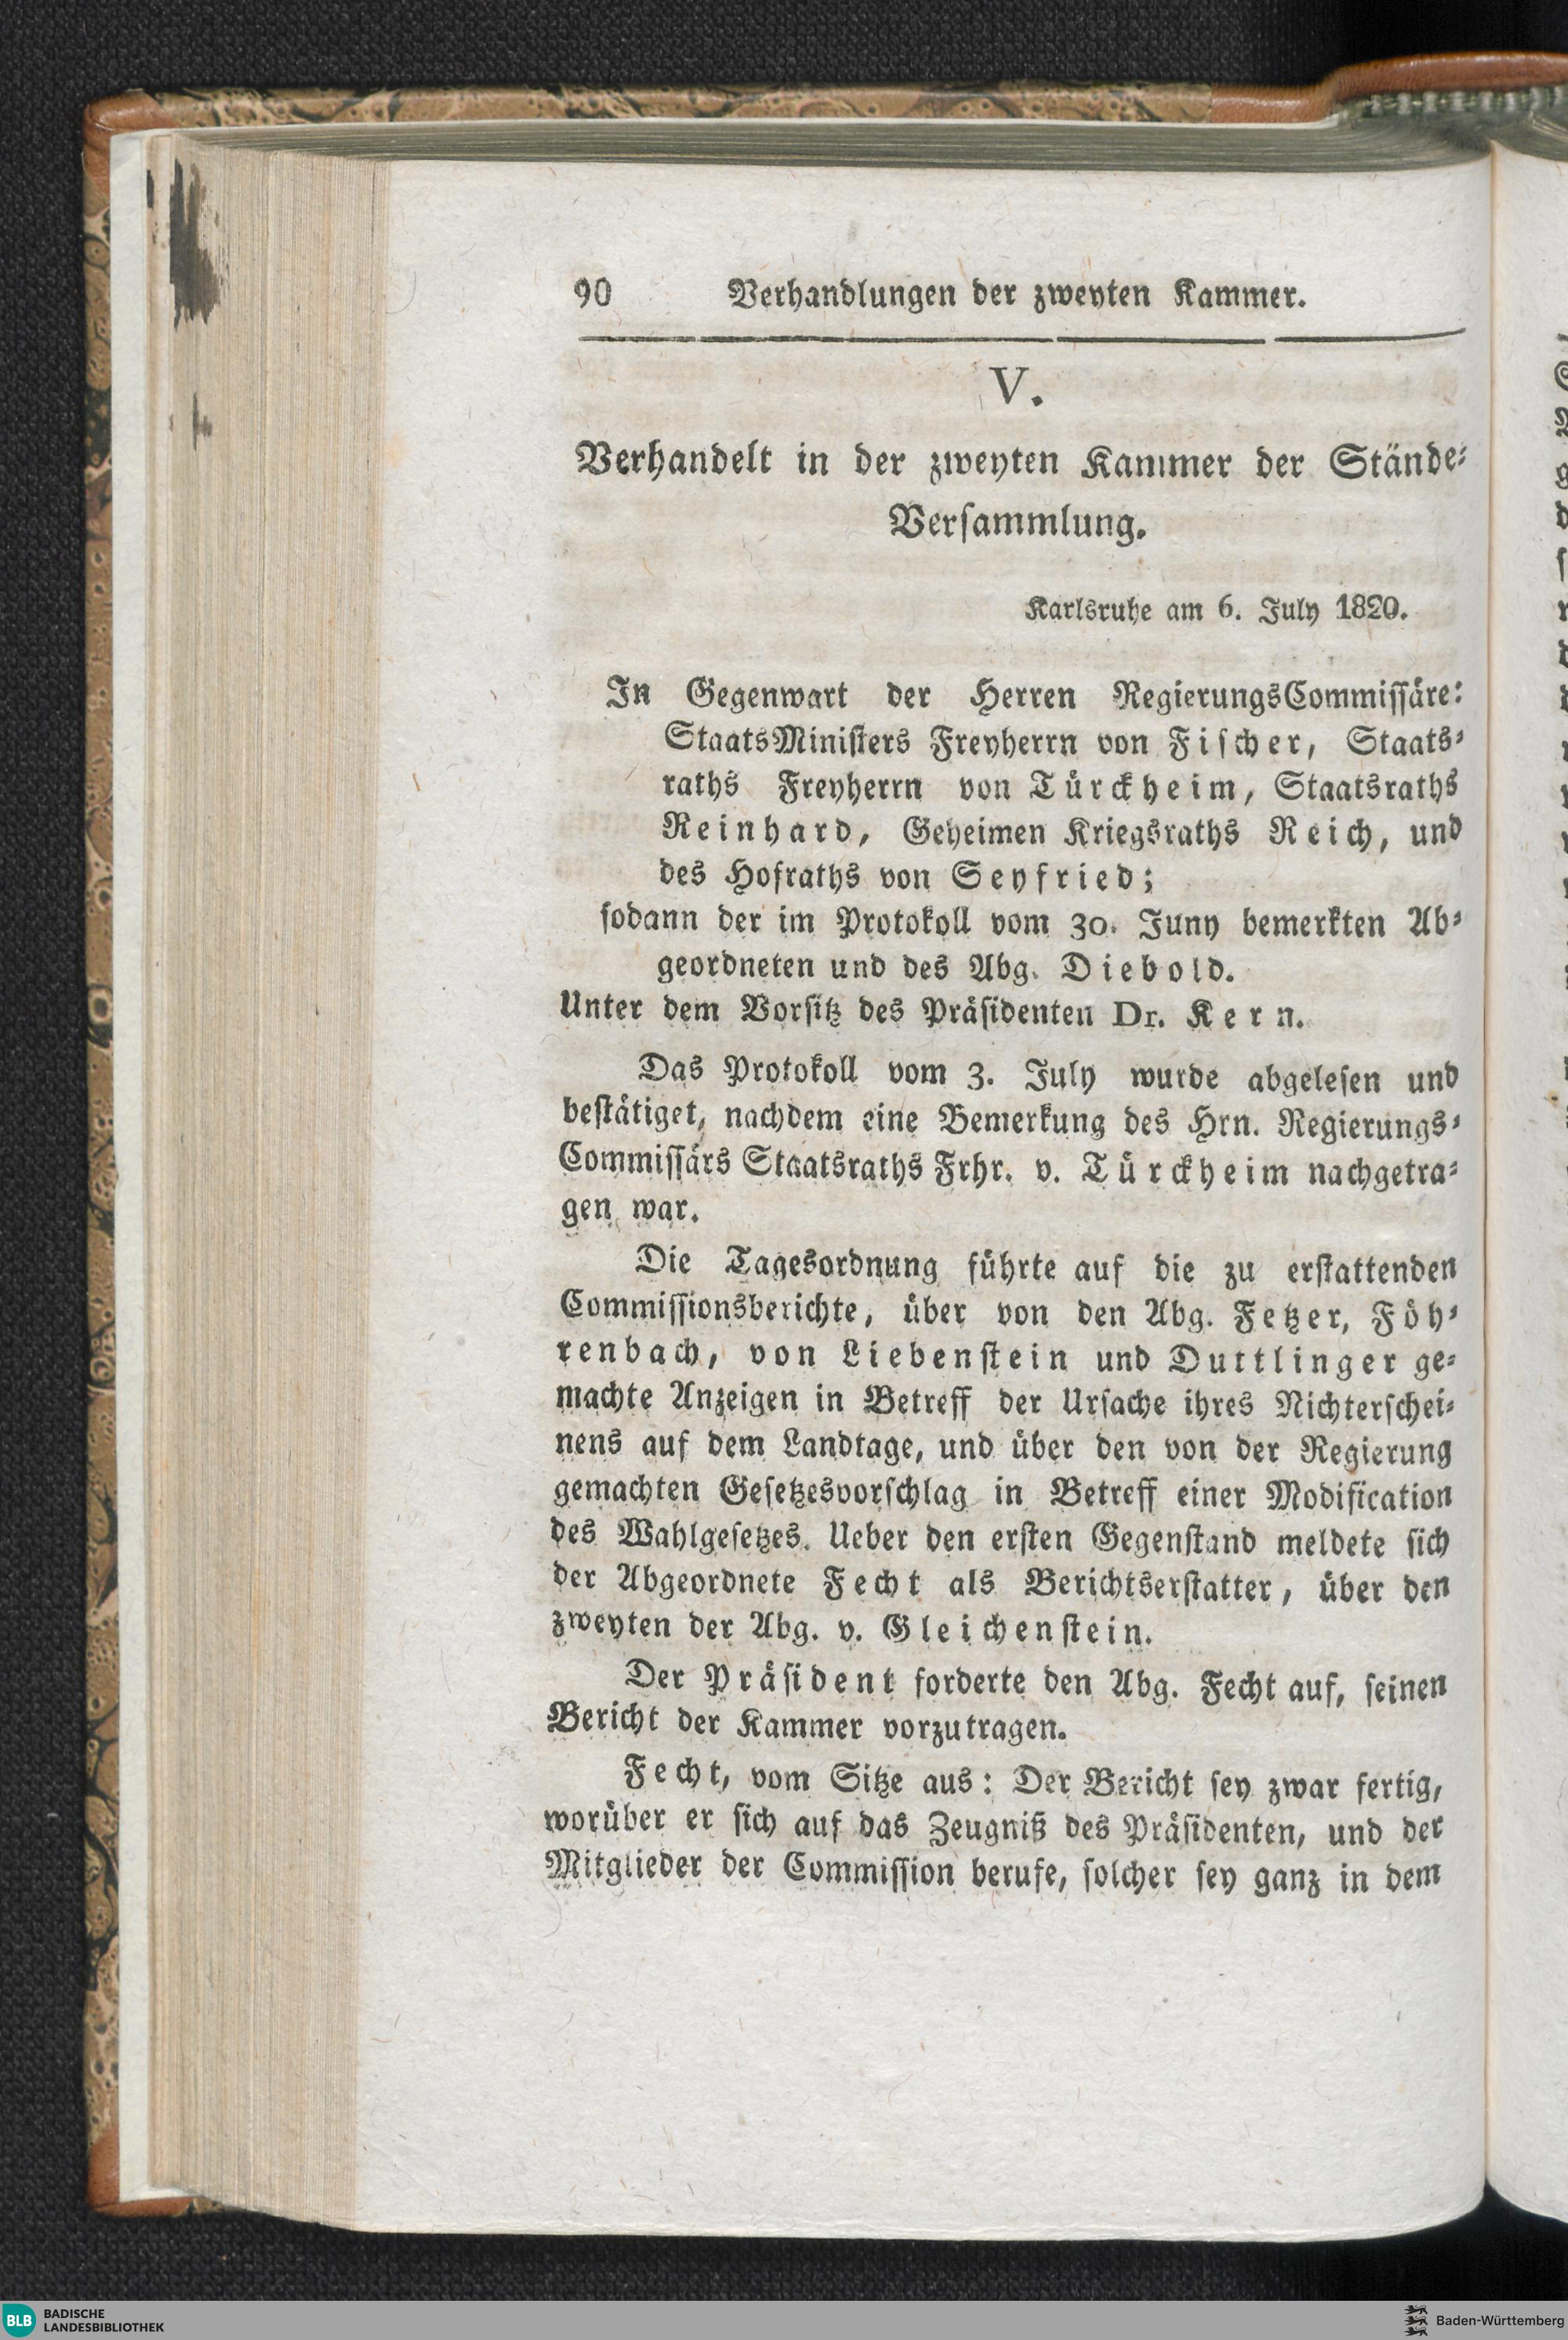 90 Verhandlungen der zweyten Kammer.
V.
Verhandelt in der zweyten Kammer der Stände-
Versammlung.
Karlsruhe am 6. July 1820.
In Gegenwart der Herren RegierungsCommissäre:
StaatsMinisters Freyherrn von Fischer, Staats-
raths Freyherrn von Türckheim, Staatsraths
Reinhard, Geheimen Kriegsraths Reich, und
des Hofraths von Seyfried;
sodann der im Protokoll vom 30. Juny bemerkten Ab-
geordneten und des Abg. Diebold.
Unter dem Vorsitz des Präsidenten Dr. Kern.
Das Protokoll vom 3. July wurde abgelesen und
bestätiget, nachdem eine Bemerkung des Hrn. Regierungs-
Commissärs Staatsraths Frhr. v. Türckheim nachgetra-
gen war.
Die Tagesordnung führte auf die zu erstattenden
Commissionsberichte, über von den Abg. Fetzer, Föh-
renbach, von Liebenstein und Duttlinger ge-
machte Anzeigen in Betreff der Ursache ihres Nichterschei-
nens auf dem Landtage, und über den von der Regierung
gemachten Gesetzesvorschlag in Betreff einer Modification
des Wahlgesetzes. Ueber den ersten Gegenstand meldete sich
der Abgeordnete Fecht als Berichtserstatter, über den
zweyten der Abg. v. Gleichenstein.
Der Präsident forderte den Abg. Fecht auf, seinen
Bericht der Kammer vorzutragen.
Fecht, vom Sitze aus: Der Bericht sey zwar fertig,
worüber er sich auf das Zeugniß des Präsidenten, und der
Mitglieder der Commission berufe, solcher sey ganz in dem
BLB BADISCHE
LANDESBIBLIOTHEK
Baden-Württemberg